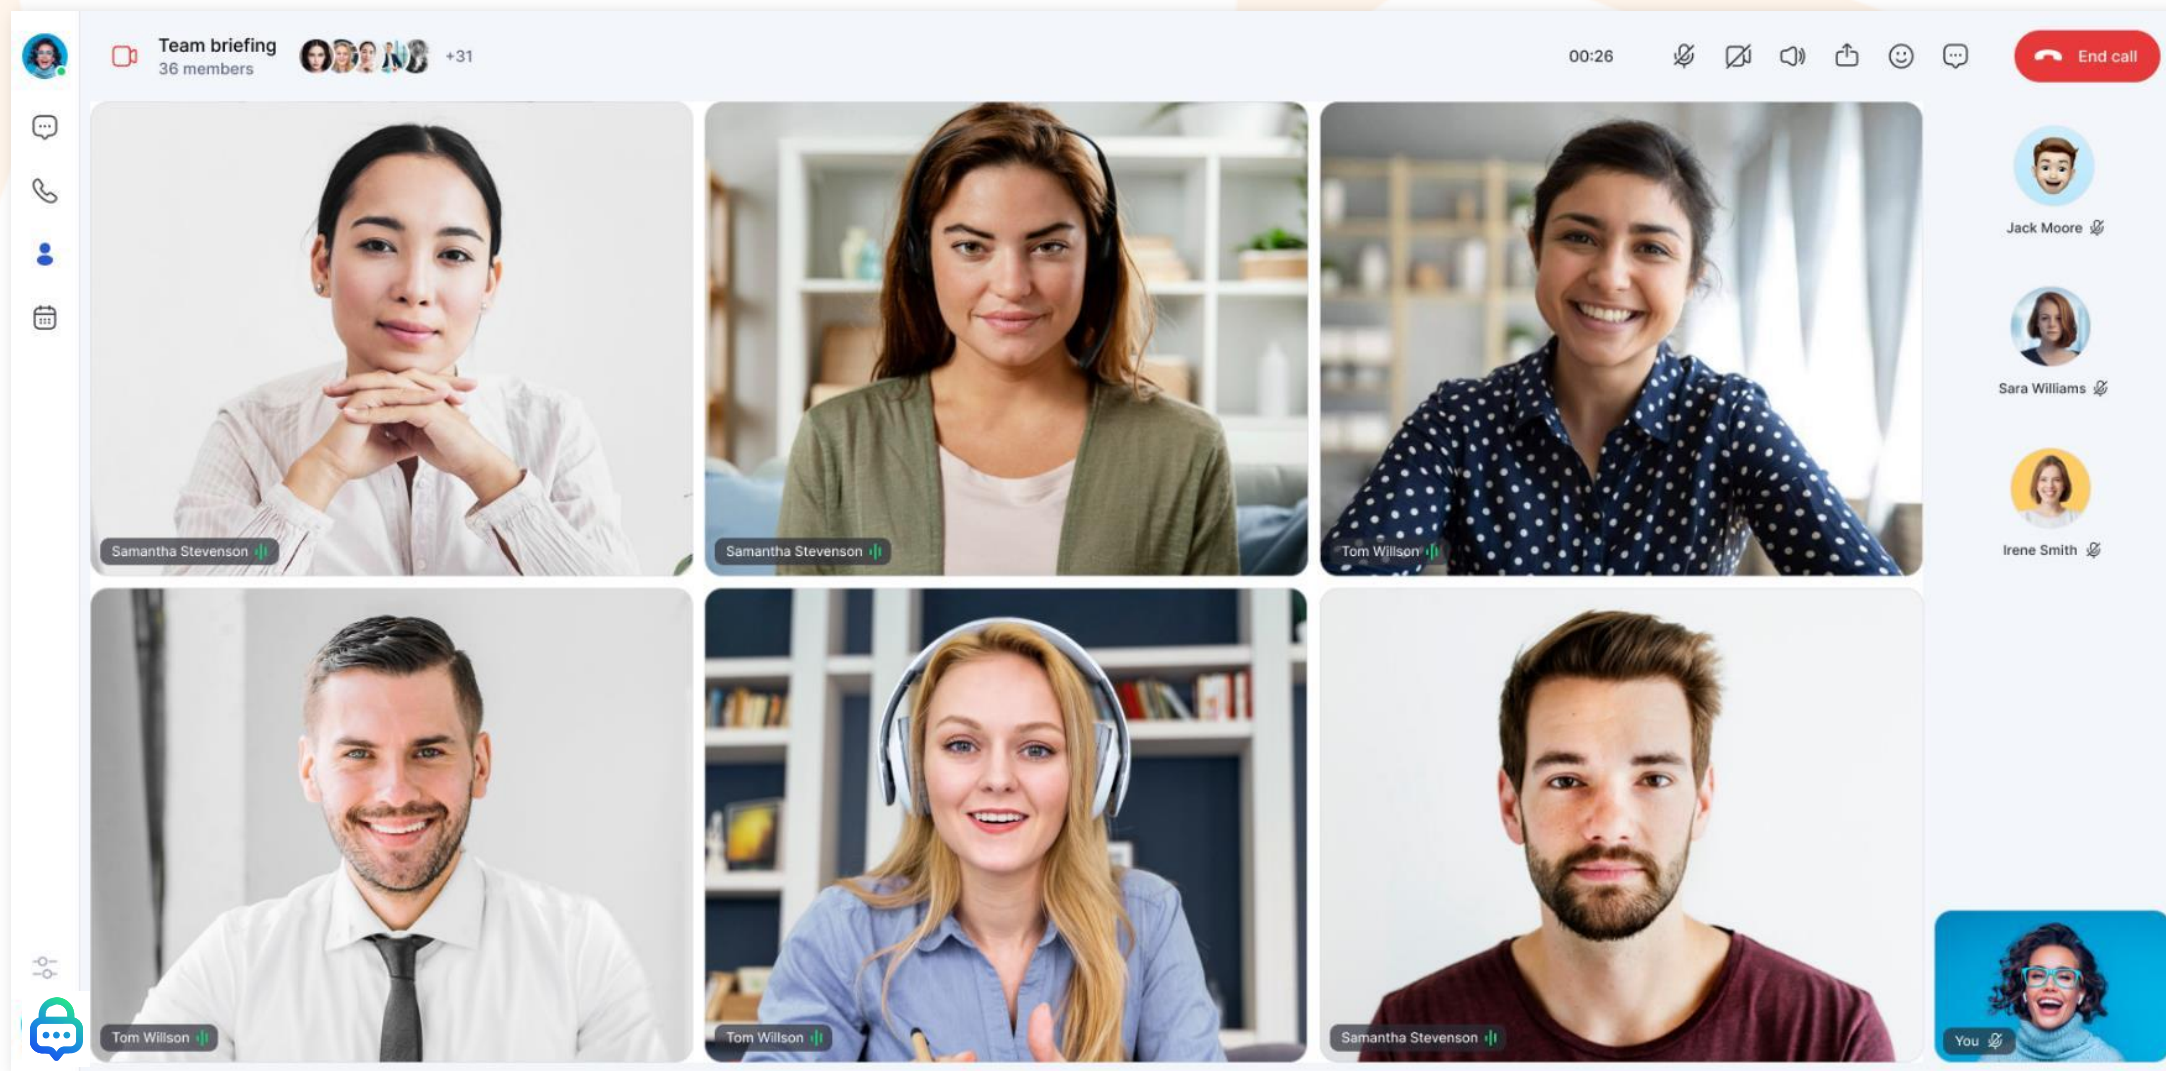 Team briefing
36 members
+31
00:26
End call
Samantha Stevenson
Samantha Stevenson
Tom Willson
Jack Moore
Sara Williams
Irene Smith
Tom Willson
Tom Willson
Samantha Stevenson
You